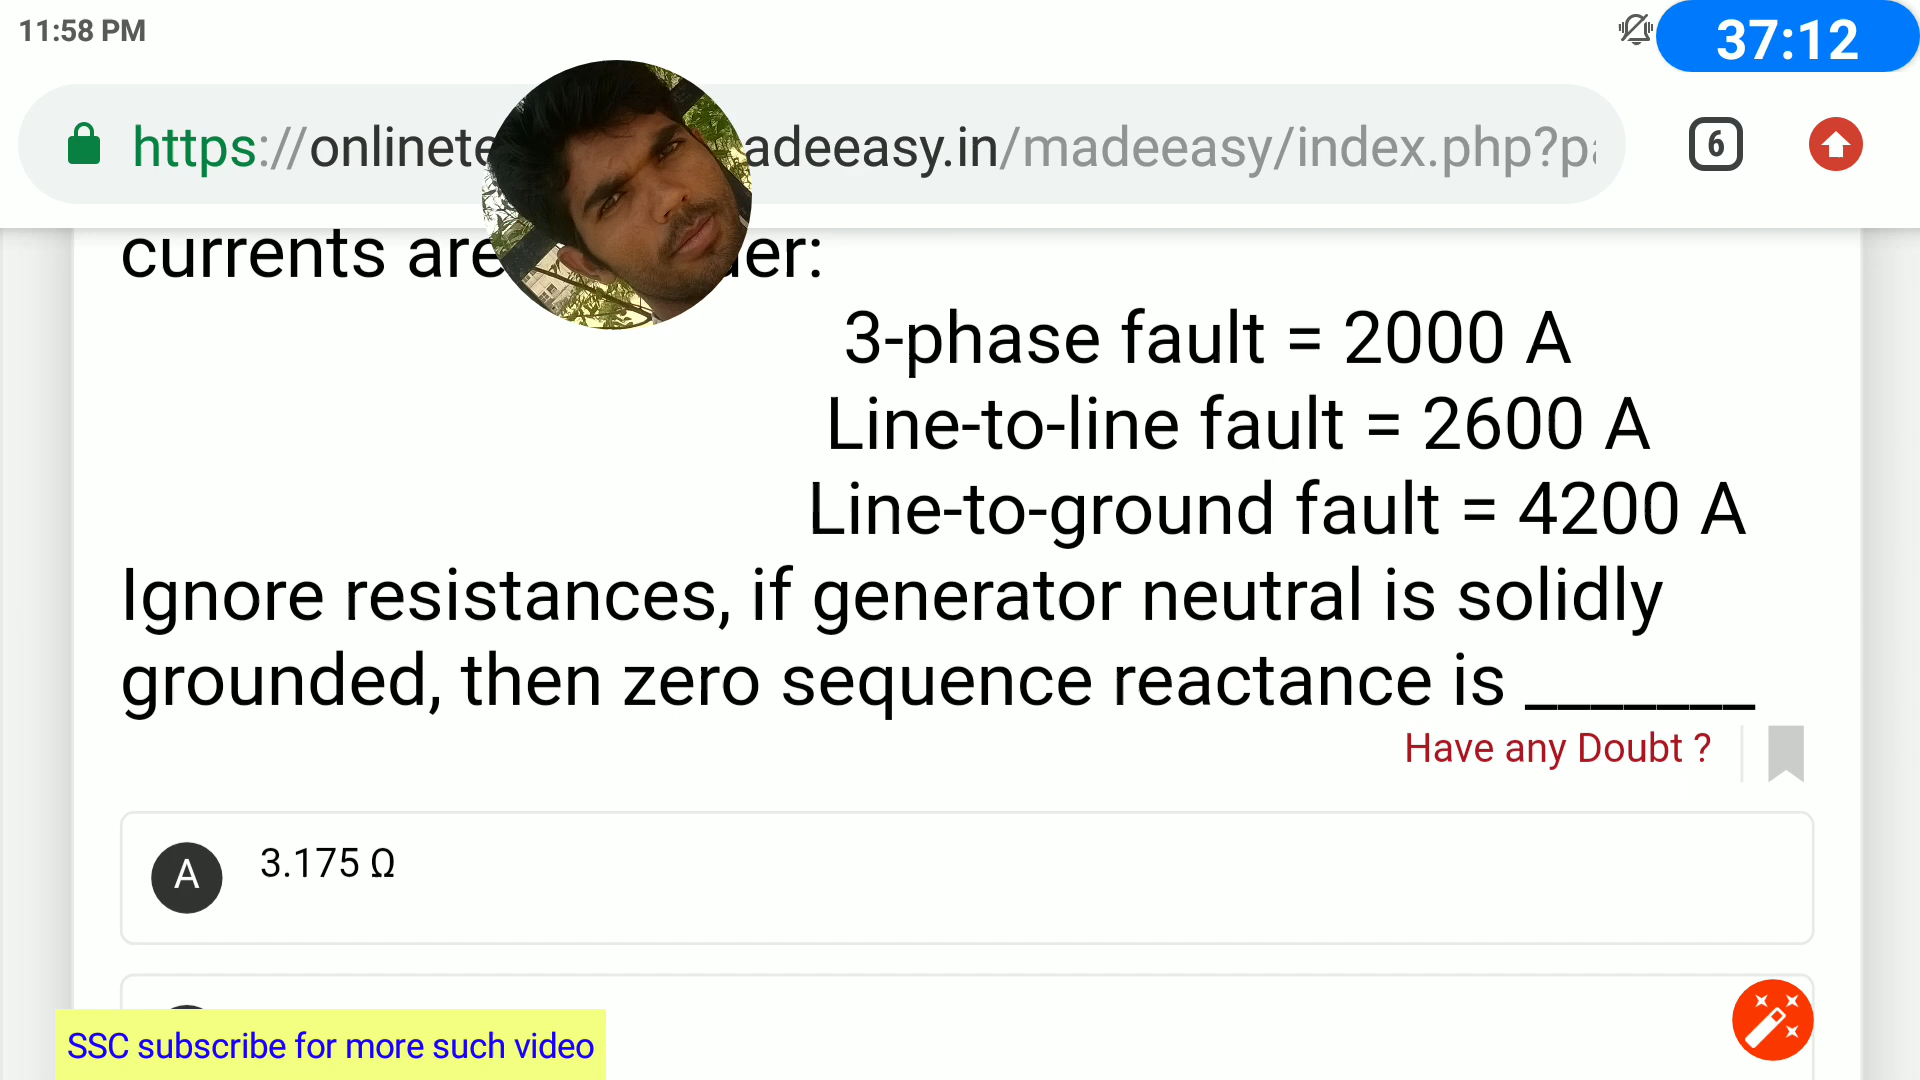 11:58 PM
37:12
https://onlinete adeeasy.in/madeeasy/index.php?pa
6
currents are er:
3-phase fault = 2000 A
Line-to-line fault = 2600 A
Line-to-ground fault = 4200 A
Ignore resistances, if generator neutral is solidly
grounded, then zero sequence reactance is _______
Have any Doubt ?
A 3.175 Ω
SSC subscribe for more such video